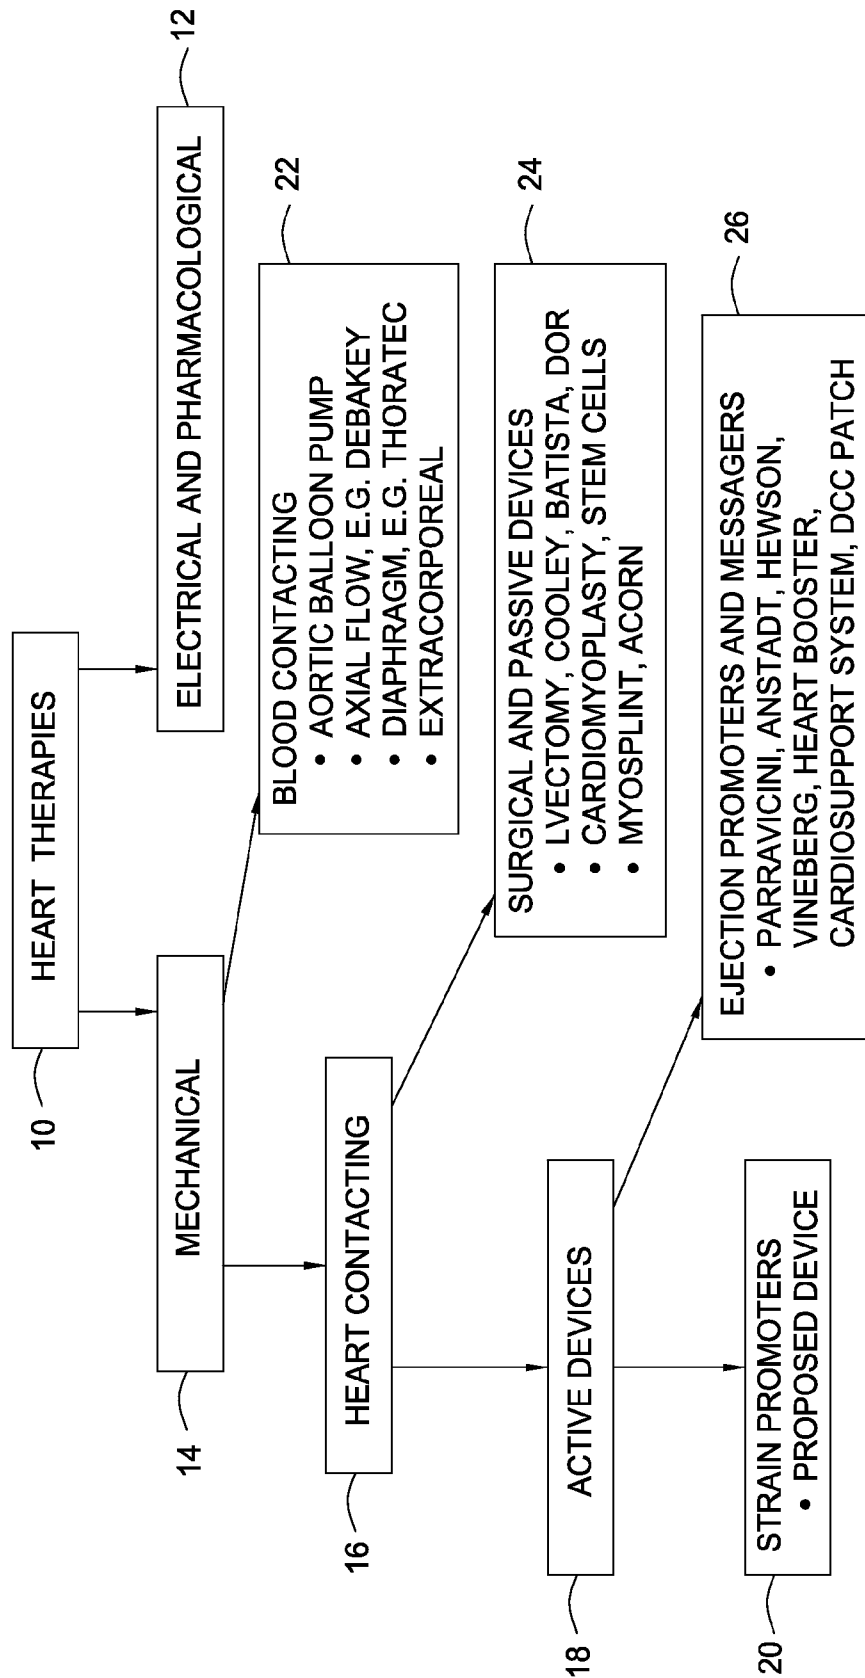 HEART THERAPIES
10
MECHANICAL
14
ELECTRICAL AND PHARMACOLOGICAL
12
HEART CONTACTING
16
BLOOD CONTACTING
• AORTIC BALLOON PUMP
• AXIAL FLOW, E.G. DEBAKEY
• DIAPHRAGM, E.G. THORATEC
• EXTRACORPOREAL
22
ACTIVE DEVICES
18
SURGICAL AND PASSIVE DEVICES
• LVECTOMY, COOLEY, BATISTA, DOR
• CARDIOMYOPLASTY, STEM CELLS
• MYOSPLINT, ACORN
24
STRAIN PROMOTERS
• PROPOSED DEVICE
20
EJECTION PROMOTERS AND MESSAGERS
• PARRAVICINI, ANSTADT, HEWSON,
VINEBERG, HEART BOOSTER,
CARDIOSUPPORT SYSTEM, DCC PATCH
26